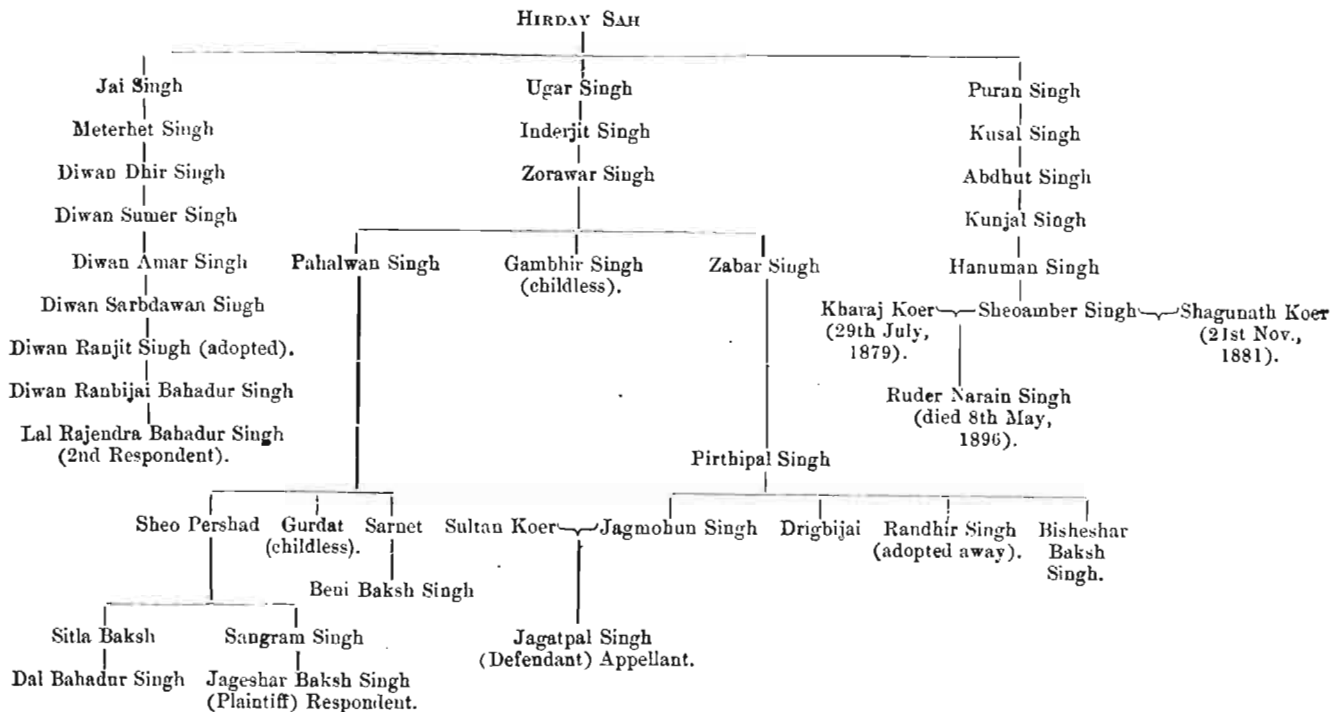 HIRDAY SAH
Jai Singh Ugar Singh Puran Singh
Meterhet Singh Inderjit Singh Kusal Singh
Diwan Dhir Singh Zorawar Singh Abdhut Singh
Diwan Sumer Singh Kunjal Singh
Diwan Amar Singh Pahalwan Singh Gambhir Singh Zabar Singh Hanuman Singh
(childless).
Diwan Sarbdawan Singh Kharaj Koer Sheoamber Singh Shagunath Koer
(29th July, (21st Nov.,
Diwan Ranjit Singh (adopted). 1879). 1881).
Diwan Ranbijai Bahadur Singh Ruder Narain Singh
(died 8th May,
Lal Rajendra Bahadur Singh 1896).
(2nd Respondent).
Pirthipal Singh
Sheo Pershad Gurdat Sarnet Sultan Koer Jagmohun Singh Drigbijai Randhir Singh Bisheshar
(childless). (adopted away). Baksh
Singh.
Beni Baksh Singh
Sitla Baksh Sangram Singh Jagatpal Singh
(Defendant) Appellant.
Dal Bahadur Singh Jageshar Baksh Singh
(Plaintiff) Respondent.